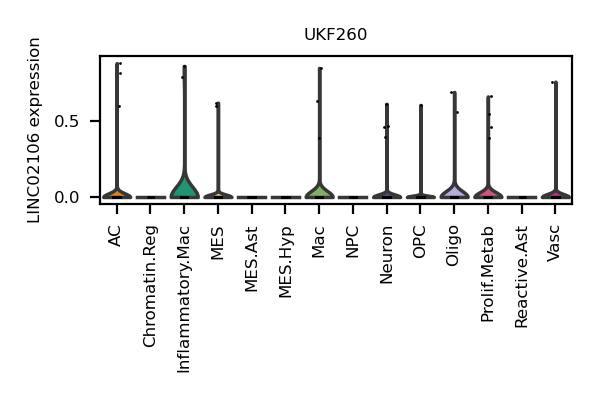 UKF260
LINC02106 expression
0.5
0.0
AC
Chromatin.Reg
Inflammatory.Mac
MES
MES.Ast
MES.Hyp
Mac
NPC
Neuron
OPC
Oligo
Prolif.Metab
Reactive.Ast
Vasc